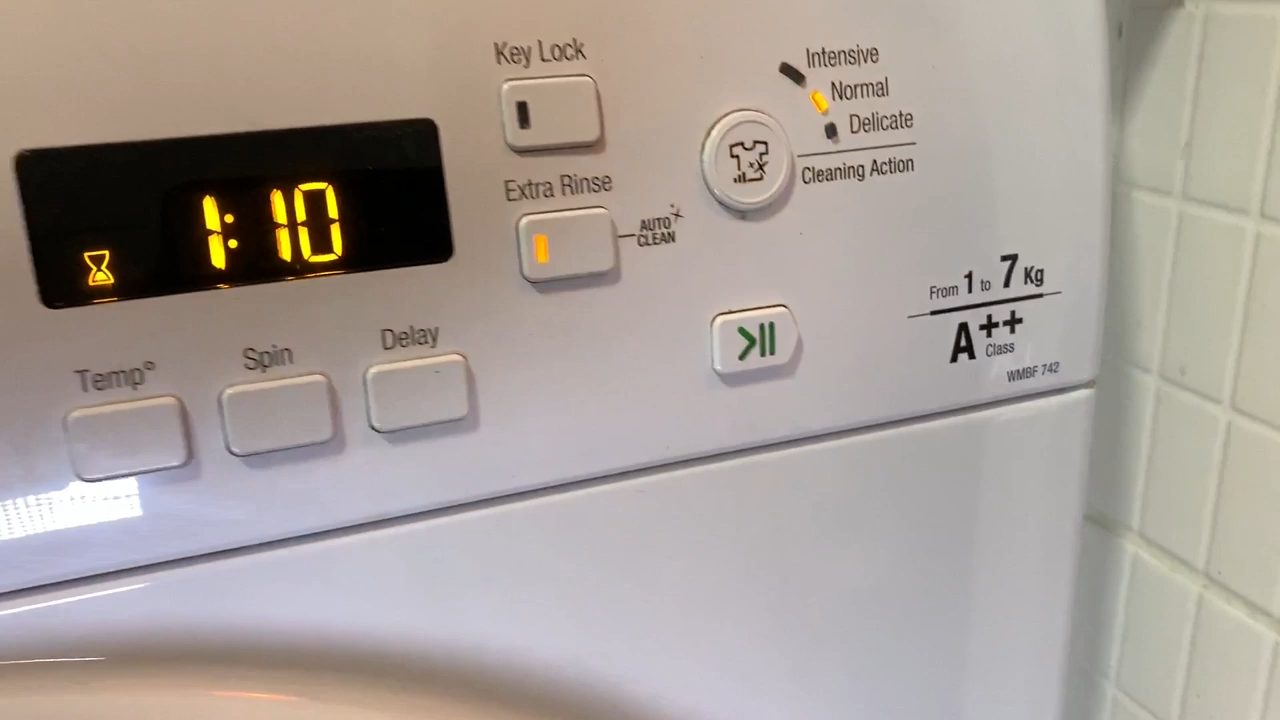 Key Lock
Intensive
Normal
Delicate
Cleaning Action
1:10
Extra Rinse
AUTO
CLEAN
Temp°
Spin
Delay
From 1 to 7 Kg
A++
Class
WMBF 742